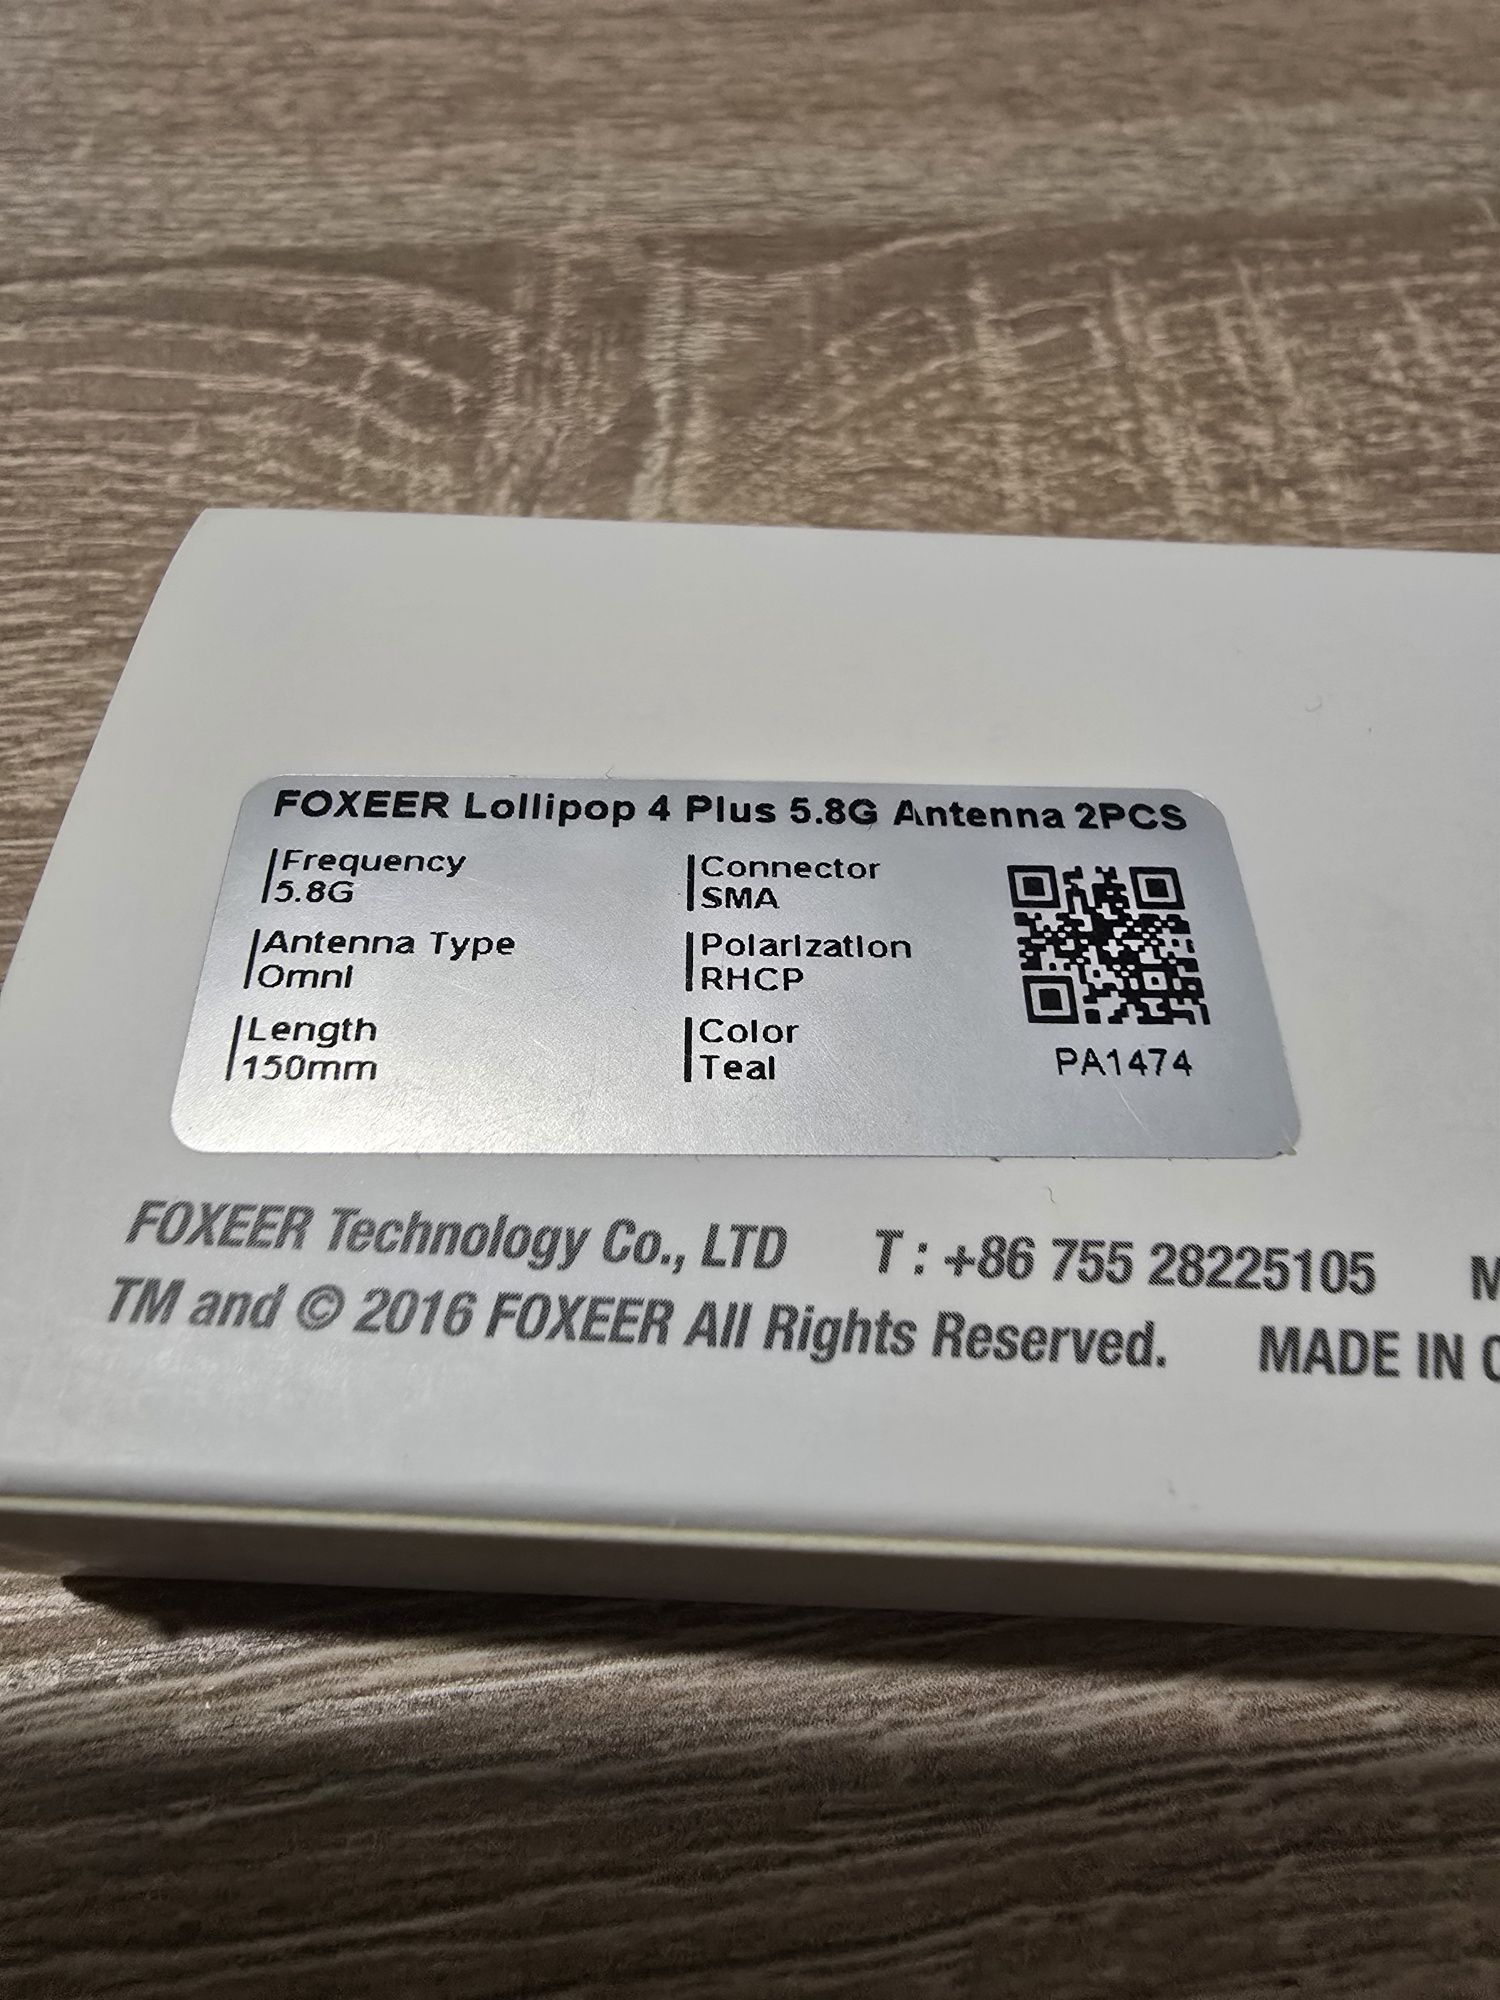 FOXEER Lollipop 4 Plus 5.8G Antenna 2PCS
Frequency
5.8G
Connector
SMA
Antenna Type
Omni
Polarization
RHCP
Length
150mm
Color
Teal
PA1474
FOXEER Technology Co., LTD T : +86 755 28225105
TM and © 2016 FOXEER All Rights Reserved. MADE IN